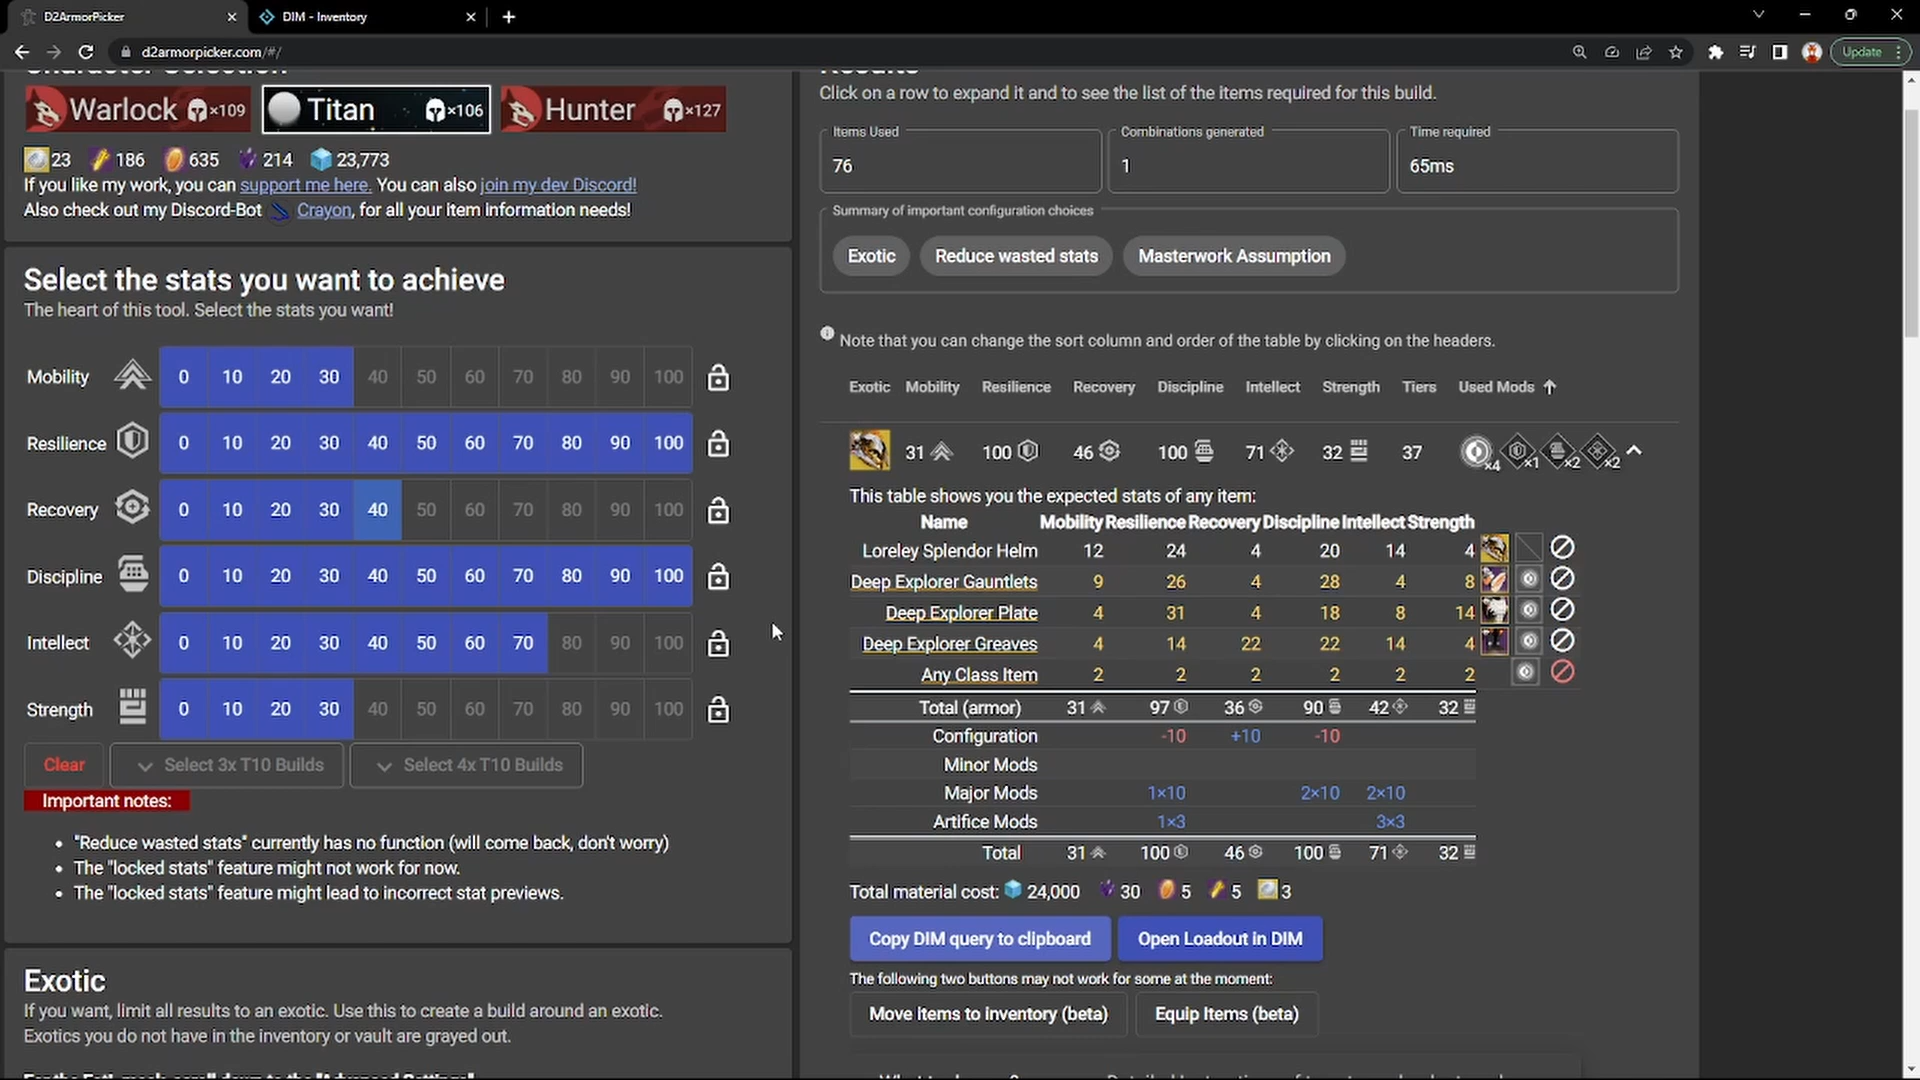 D2ArmorPicker
DIM - Inventory
d2armorpicker.com/#/
Update
Warlock ×109
Titan ×106
Hunter ×127
23 186 635 214 23,773
If you like my work, you can support me here. You can also join my dev Discord!
Also check out my Discord-Bot Crayon, for all your item information needs!
Select the stats you want to achieve
The heart of this tool. Select the stats you want!
Mobility 0 10 20 30 40 50 60 70 80 90 100
Resilience 0 10 20 30 40 50 60 70 80 90 100
Recovery 0 10 20 30 40 50 60 70 80 90 100
Discipline 0 10 20 30 40 50 60 70 80 90 100
Intellect 0 10 20 30 40 50 60 70 80 90 100
Strength 0 10 20 30 40 50 60 70 80 90 100
Clear Select 3x T10 Builds Select 4x T10 Builds
Important notes:
• "Reduce wasted stats" currently has no function (will come back, don't worry)
• The "locked stats" feature might not work for now.
• The "locked stats" feature might lead to incorrect stat previews.
Exotic
If you want, limit all results to an exotic. Use this to create a build around an exotic.
Exotics you do not have in the inventory or vault are grayed out.
Click on a row to expand it and to see the list of the items required for this build.
Items Used Combinations generated Time required
76 1 65ms
Summary of important configuration choices
Exotic Reduce wasted stats Masterwork Assumption
Note that you can change the sort column and order of the table by clicking on the headers.
Exotic Mobility Resilience Recovery Discipline Intellect Strength Tiers Used Mods
31 100 46 100 71 32 37 x4 x1 x2 x2
This table shows you the expected stats of any item:
Name Mobility Resilience Recovery Discipline Intellect Strength
Loreley Splendor Helm 12 24 4 20 14 4
Deep Explorer Gauntlets 9 26 4 28 4 8
Deep Explorer Plate 4 31 4 18 8 14
Deep Explorer Greaves 4 14 22 22 14 4
Any Class Item 2 2 2 2 2 2
Total (armor) 31 97 36 90 42 32
Configuration -10 +10 -10
Minor Mods
Major Mods 1×10 2×10 2×10
Artifice Mods 1×3 3×3
Total 31 100 46 100 71 32
Total material cost: 24,000 30 5 5 3
Copy DIM query to clipboard Open Loadout in DIM
The following two buttons may not work for some at the moment:
Move items to inventory (beta) Equip Items (beta)